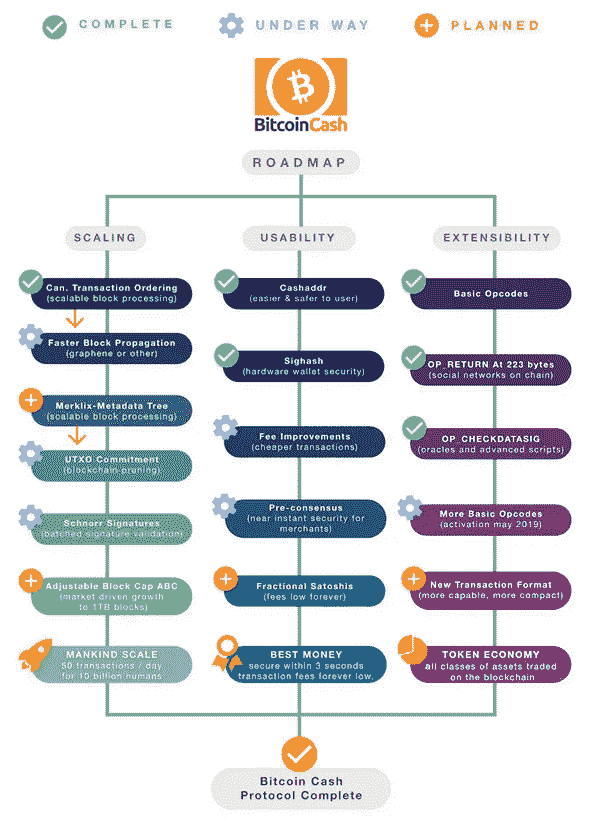 COMPLETE
UNDER WAY
PLANNED
BitcoinCash
ROADMAP
SCALING
Can. Transaction Ordering
(scalable block processing)
Faster Block Propagation
(graphene or other)
Merklix-Metadata Tree
(scalable block processing)
UTXO Commitment
(blockchain pruning)
Schnorr Signatures
(batched signature validation)
Adjustable Block Cap ABC
(market driven growth
to 1TB blocks)
MANKIND SCALE
50 transactions / day
for 10 billion humans
USABILITY
Cashaddr
(easier & safer to user)
Sighash
(hardware wallet security)
Fee Improvements
(cheaper transactions)
Pre-consensus
(near instant security for
merchants)
Fractional Satoshis
(fees low forever)
BEST MONEY
secure within 3 seconds
transaction fees forever low,
EXTENSIBILITY
Basic Opcodes
OP_RETURN At 223 bytes
(social networks on chain)
OP_CHECKDATASIG
(oracles and advanced scripts)
More Basic Opcodes
(activation may 2019)
New Transaction Format
(more capable, more compact)
TOKEN ECONOMY
all classes of assets traded
on the blockchain
Bitcoin Cash
Protocol Complete